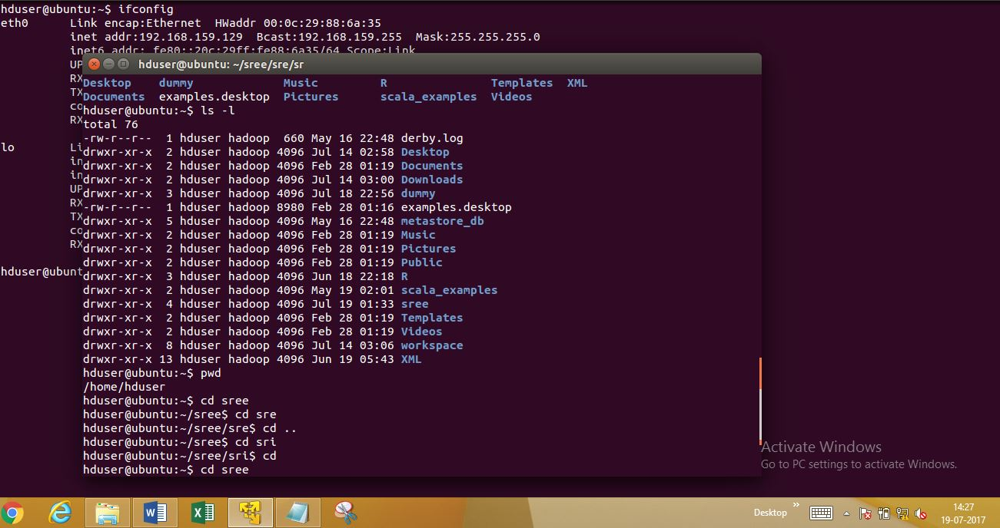 hduser@ubuntu:~$ ifconfig
eth0 Link encap:Ethernet HWaddr 00:0c:29:88:6a:35
inet addr:192.168.159.129 Bcast:192.168.159.255 Mask:255.255.255.0
inet6 addr: fe80::20c:29ff:fe88:6a35/64 Scope:Link
UP
RX
TX
co
RX
lo Li
in
in
UP
RX
TX
co
RX
hduser@ubunt
hduser@ubuntu: ~/sree/sre/sr
Desktop dummy Music R Templates XML
Documents examples.desktop Pictures scala_examples Videos
hduser@ubuntu:~$ ls -l
total 76
-rw-r--r-- 1 hduser hadoop 660 May 16 22:48 derby.log
drwxr-xr-x 2 hduser hadoop 4096 Jul 14 02:58 Desktop
drwxr-xr-x 2 hduser hadoop 4096 Feb 28 01:19 Documents
drwxr-xr-x 2 hduser hadoop 4096 Jul 14 03:00 Downloads
drwxr-xr-x 3 hduser hadoop 4096 Jul 18 22:56 dummy
-rw-r--r-- 1 hduser hadoop 8980 Feb 28 01:16 examples.desktop
drwxr-xr-x 5 hduser hadoop 4096 May 16 22:48 metastore_db
drwxr-xr-x 2 hduser hadoop 4096 Feb 28 01:19 Music
drwxr-xr-x 2 hduser hadoop 4096 Feb 28 01:19 Pictures
drwxr-xr-x 2 hduser hadoop 4096 Feb 28 01:19 Public
drwxr-xr-x 3 hduser hadoop 4096 Jun 18 22:18 R
drwxr-xr-x 2 hduser hadoop 4096 May 19 02:01 scala_examples
drwxr-xr-x 4 hduser hadoop 4096 Jul 19 01:33 sree
drwxr-xr-x 2 hduser hadoop 4096 Feb 28 01:19 Templates
drwxr-xr-x 2 hduser hadoop 4096 Feb 28 01:19 Videos
drwxr-xr-x 8 hduser hadoop 4096 Jul 14 03:06 workspace
drwxr-xr-x 13 hduser hadoop 4096 Jun 19 05:43 XML
hduser@ubuntu:~$ pwd
/home/hduser
hduser@ubuntu:~$ cd sree
hduser@ubuntu:~/sree$ cd sre
hduser@ubuntu:~/sree/sre$ cd ..
hduser@ubuntu:~/sree$ cd sri
hduser@ubuntu:~/sree/sri$ cd
hduser@ubuntu:~$ cd sree
Activate Windows
Go to PC settings to activate Windows.
Desktop
14:27
19-07-2017